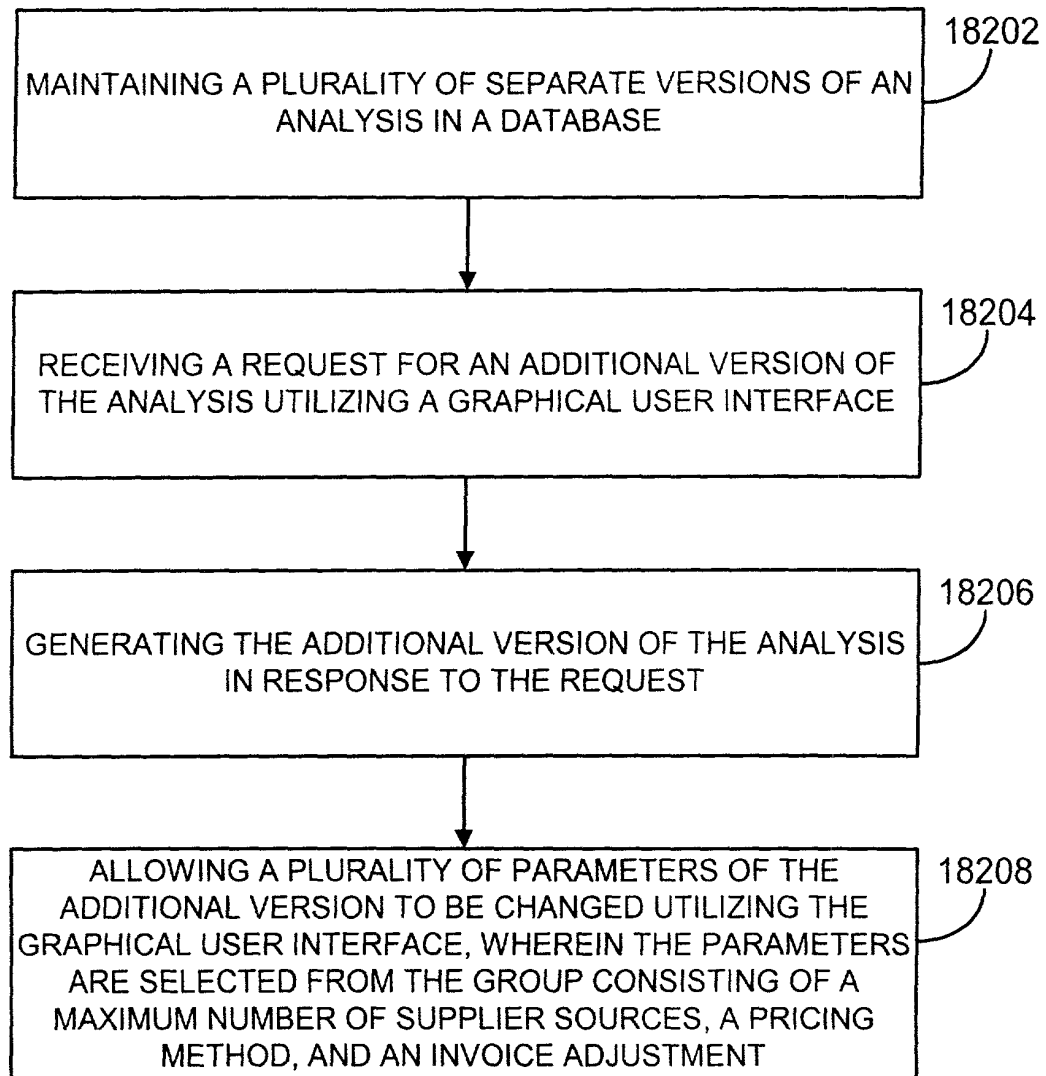 18202
MAINTAINING A PLURALITY OF SEPARATE VERSIONS OF AN
ANALYSIS IN A DATABASE
18204
RECEIVING A REQUEST FOR AN ADDITIONAL VERSION OF
THE ANALYSIS UTILIZING A GRAPHICAL USER INTERFACE
18206
GENERATING THE ADDITIONAL VERSION OF THE ANALYSIS
IN RESPONSE TO THE REQUEST
18208
ALLOWING A PLURALITY OF PARAMETERS OF THE
ADDITIONAL VERSION TO BE CHANGED UTILIZING THE
GRAPHICAL USER INTERFACE, WHEREIN THE PARAMETERS
ARE SELECTED FROM THE GROUP CONSISTING OF A
MAXIMUM NUMBER OF SUPPLIER SOURCES, A PRICING
METHOD, AND AN INVOICE ADJUSTMENT